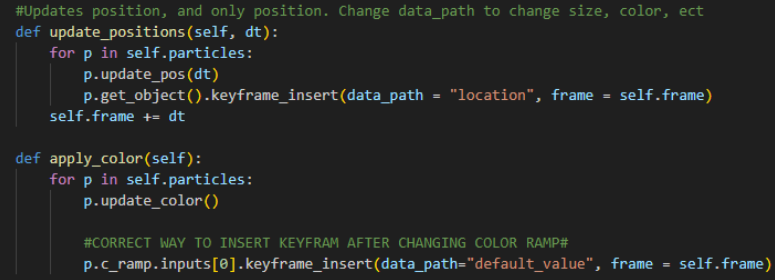 #Updates position, and only position. Change data_path to change size, color, ect
def update_positions(self, dt):
for p in self.particles:
p.update_pos(dt)
p.get_object().keyframe_insert(data_path = "location", frame = self.frame)
self.frame += dt
def apply_color(self):
for p in self.particles:
p.update_color()
#CORRECT WAY TO INSERT KEYFRAM AFTER CHANGING COLOR RAMP#
p.c_ramp.inputs[0].keyframe_insert(data_path="default_value", frame = self.frame)